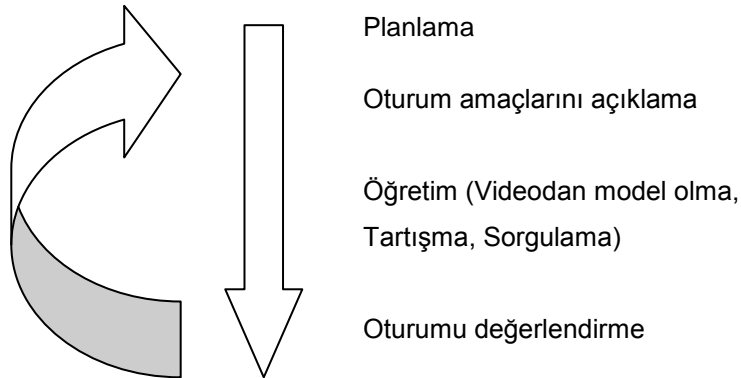 Planlama
Oturum amaçlarını açıklama
Öğretim (Videodan model olma,
Tartışma, Sorgulama)
Oturumu değerlendirme